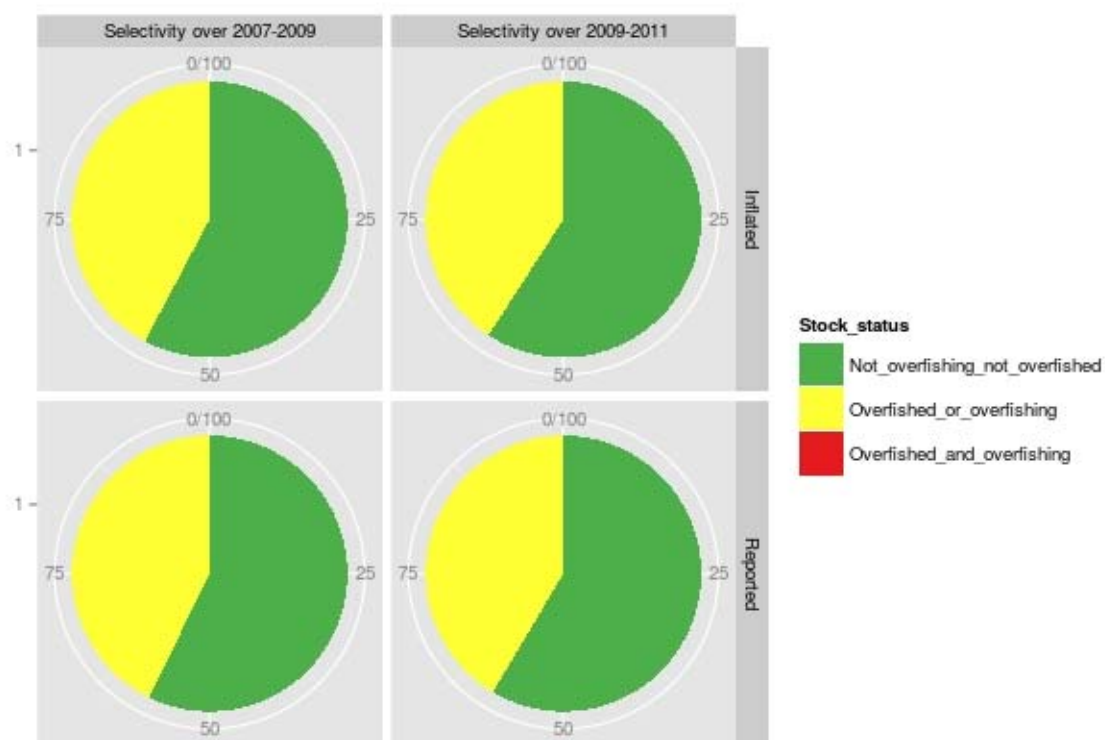 Selectivity over 2007-2009
Selectivity over 2009-2011
0/100
0/100
1
75
25
75
25
Inflated
50
50
0/100
0/100
1
75
25
75
25
Reported
50
50
Stock_status
Not_overfishing_not_overfished
Overfished_or_overfishing
Overfished_and_overfishing